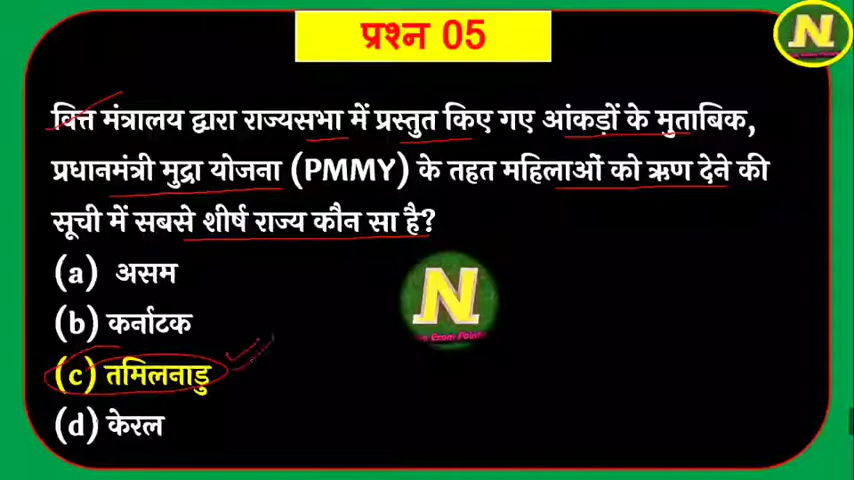 प्रश्न 05
N
वित्त मंत्रालय द्वारा राज्यसभा में प्रस्तुत किए गए आंकड़ों के मुताबिक,
प्रधानमंत्री मुद्रा योजना (PMMY) के तहत महिलाओं को ऋण देने की
सूची में सबसे शीर्ष राज्य कौन सा है?
(a) असम
(b) कर्नाटक
(c) तमिलनाडु
(d) केरल
N
Exam